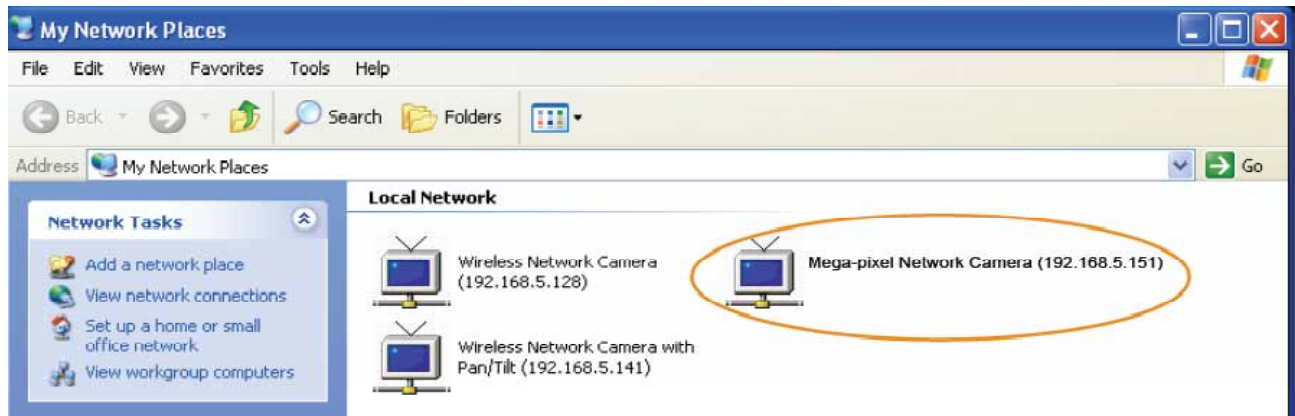 My Network Places
File Edit View Favorites Tools Help
Back Search Folders
Address My Network Places Go
Network Tasks
Add a network place
View network connections
Set up a home or small
office network
View workgroup computers
Local Network
Wireless Network Camera
(192.168.5.128)
Mega-pixel Network Camera (192.168.5.151)
Wireless Network Camera with
Pan/Tilt (192.168.5.141)